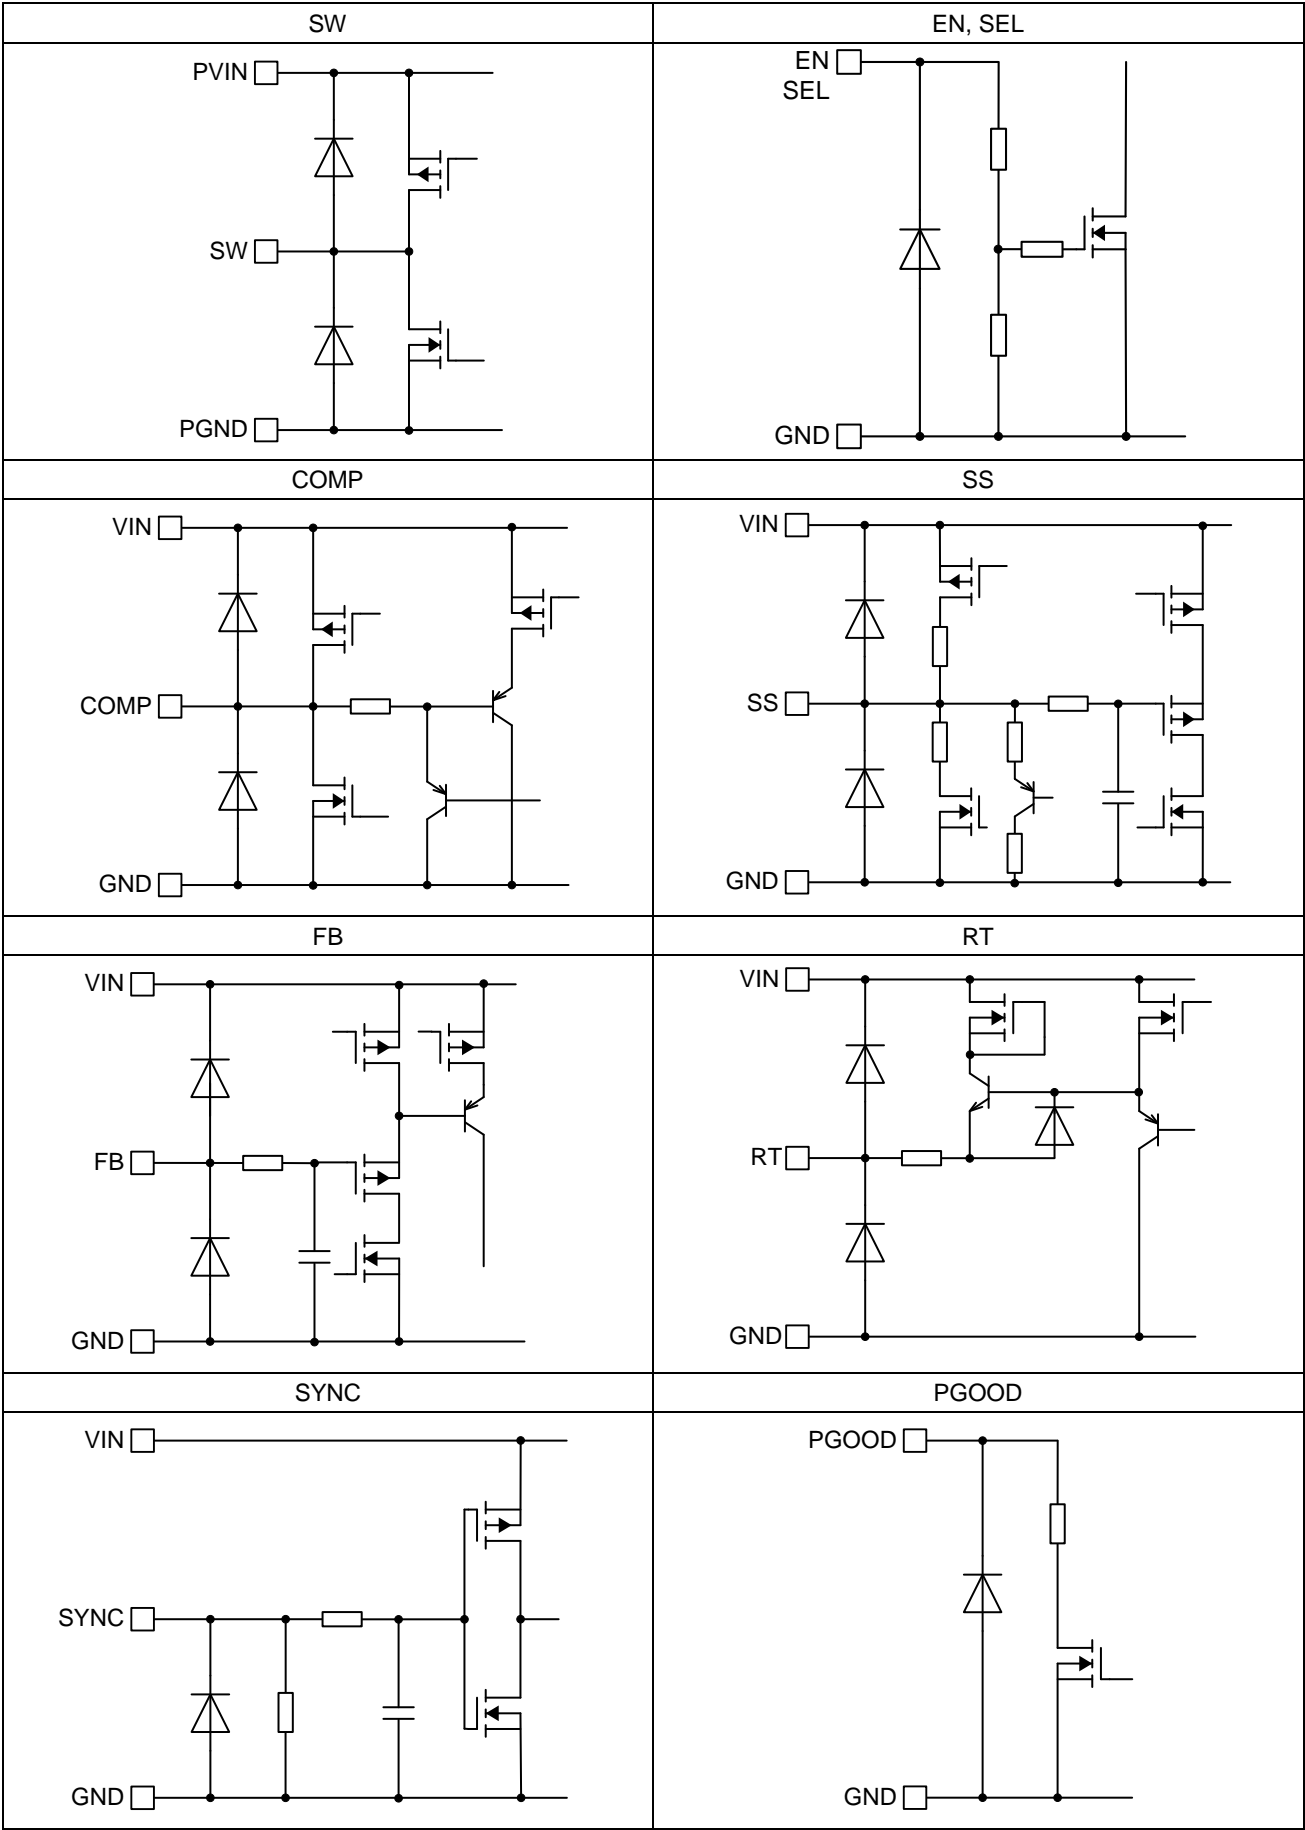 SW
EN, SEL
PVIN
SW
PGND
EN
SEL
GND
COMP
SS
VIN
COMP
GND
VIN
SS
GND
FB
RT
VIN
FB
GND
VIN
RT
GND
SYNC
PGOOD
VIN
SYNC
GND
PGOOD
GND